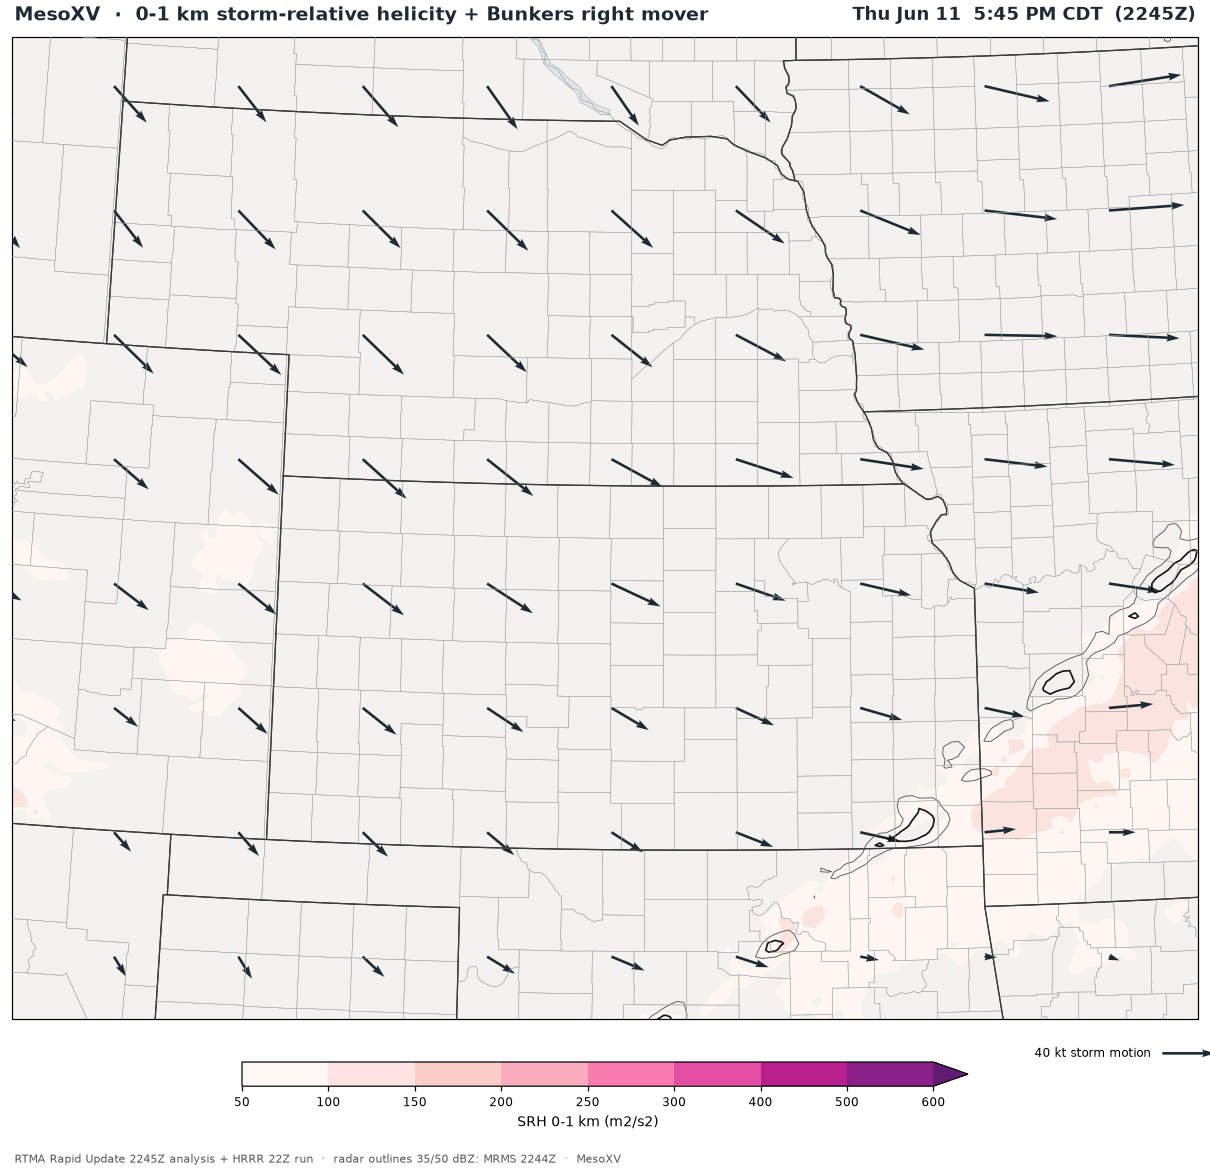 MesoXV · 0-1 km storm-relative helicity + Bunkers right mover
Thu Jun 11 5:45 PM CDT (2245Z)
40 kt storm motion
50 100 150 200 250 300 400 500 600
SRH 0-1 km (m2/s2)
RTMA Rapid Update 2245Z analysis + HRRR 22Z run · radar outlines 35/50 dBZ: MRMS 2244Z · MesoXV